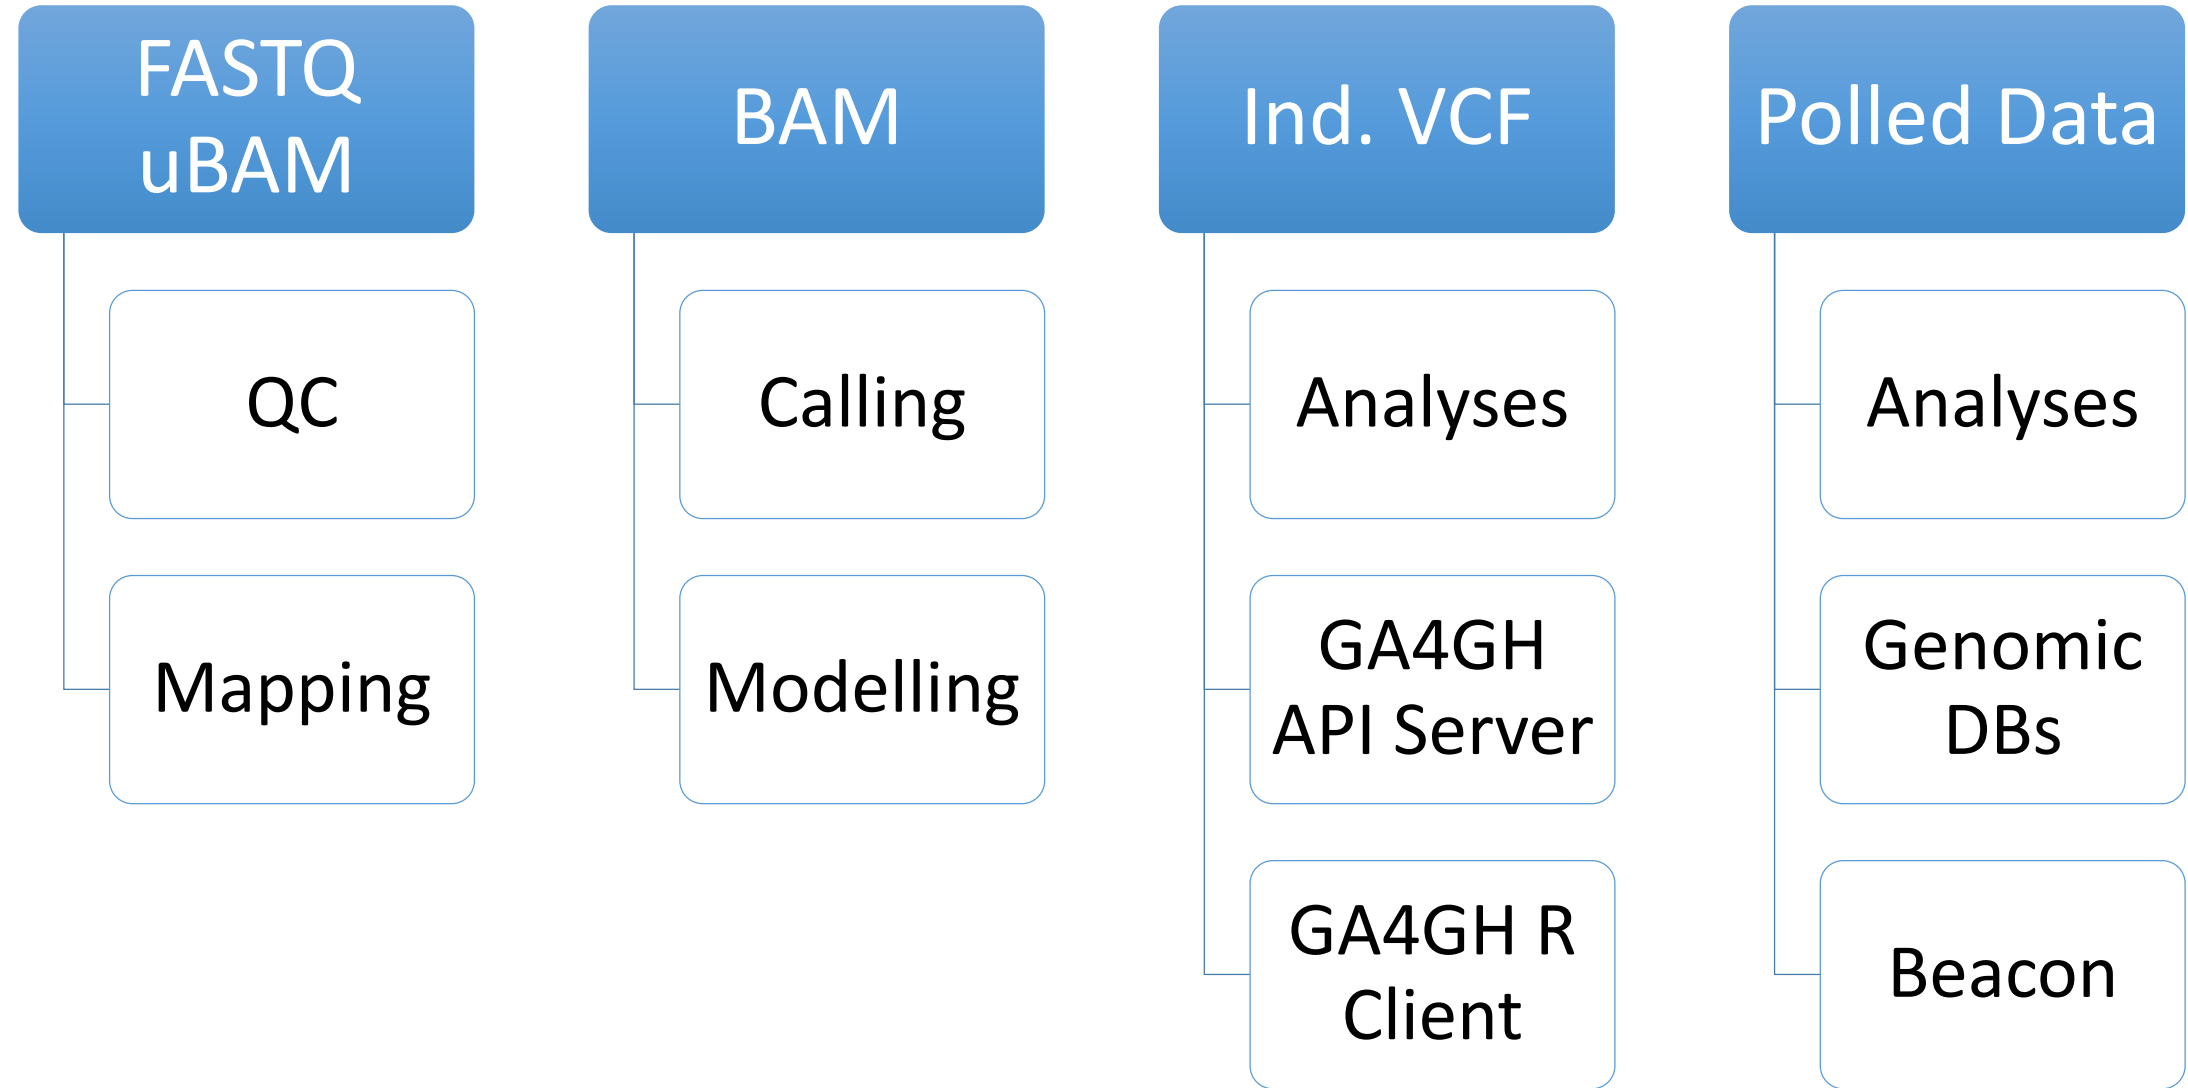 FASTQ
uBAM
QC
Mapping
BAM
Calling
Modelling
Ind. VCF
Analyses
GA4GH
API Server
GA4GH R
Client
Polled Data
Analyses
Genomic
DBs
Beacon